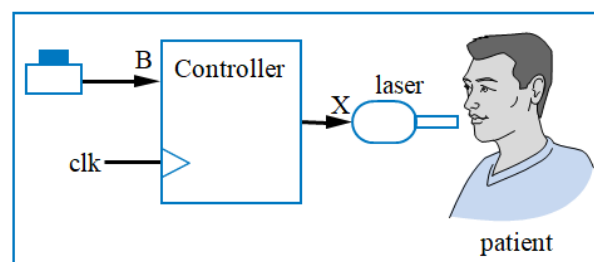 B
Controller
X
laser
clk
patient